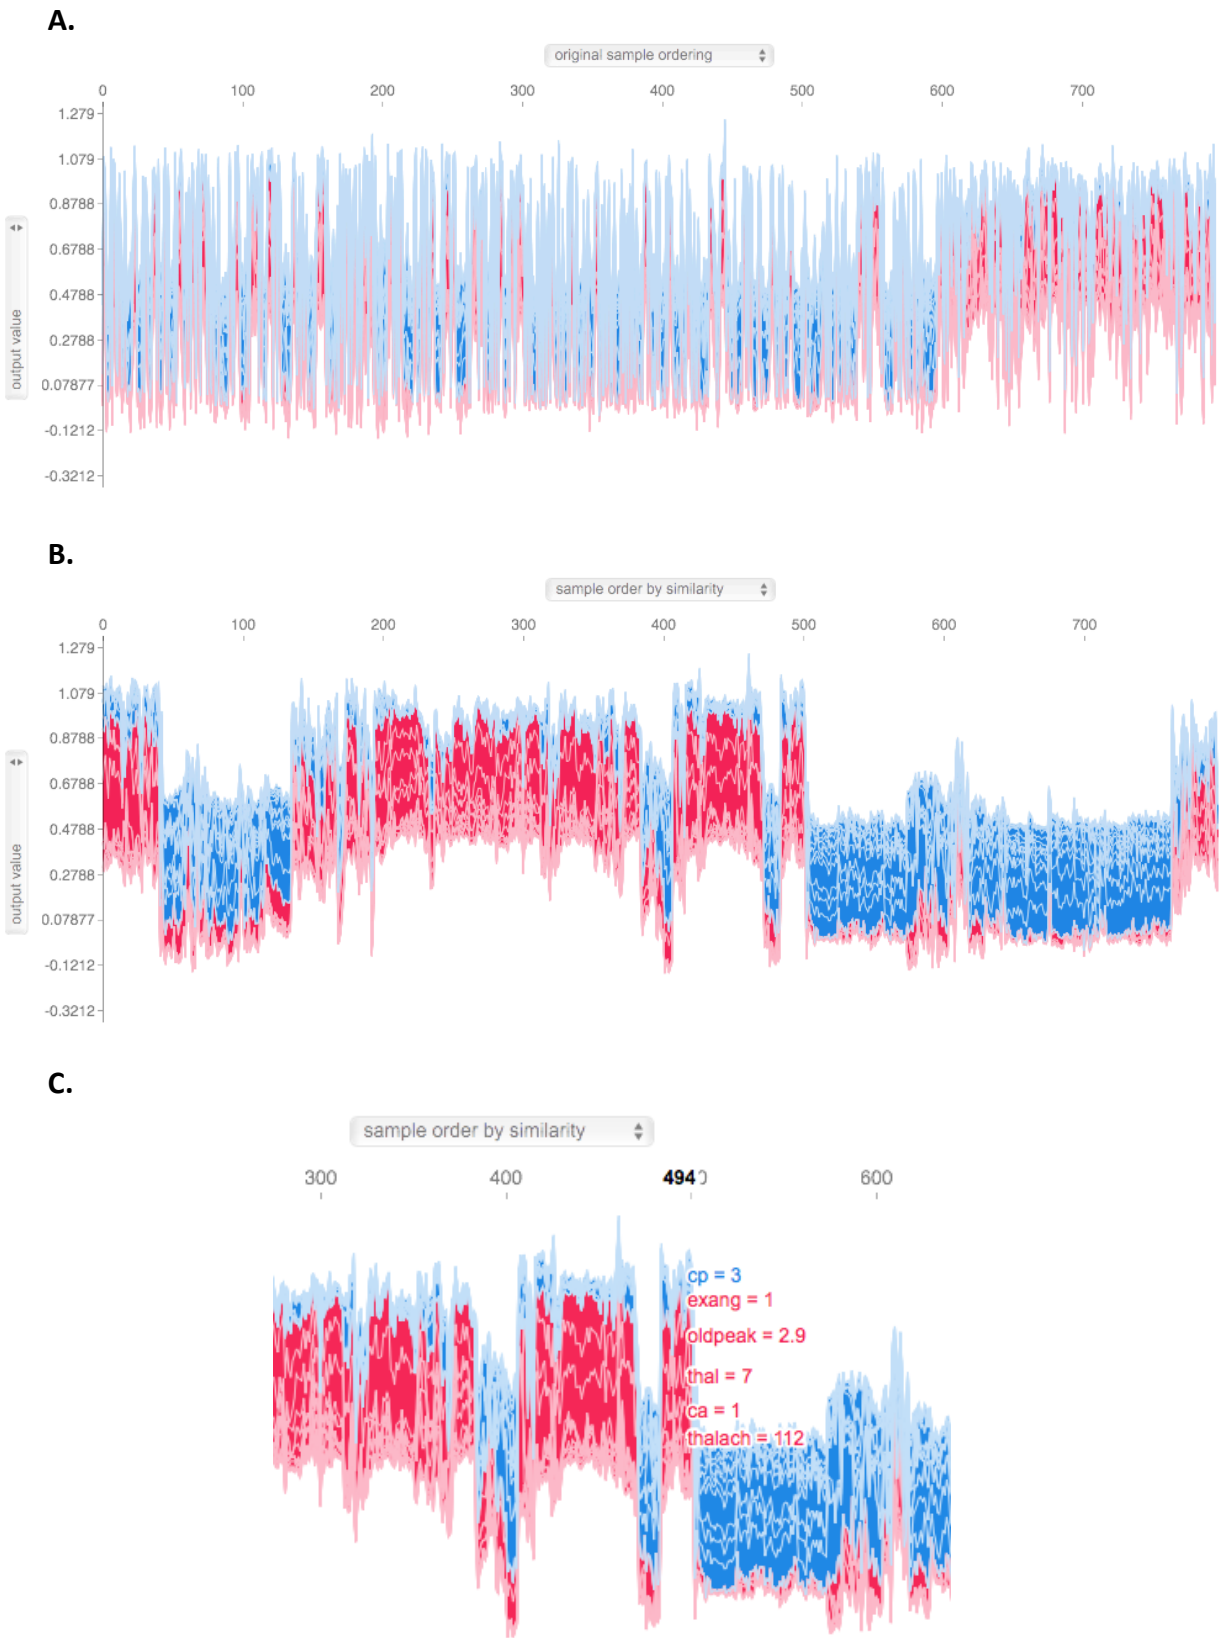 A.
original sample ordering
0 100 200 300 400 500 600 700
1.279
1.079
0.8788
0.6788
0.4788
0.2788
0.07877
-0.1212
-0.3212
output value
B.
sample order by similarity
0 100 200 300 400 500 600 700
1.279
1.079
0.8788
0.6788
0.4788
0.2788
0.07877
-0.1212
-0.3212
output value
C.
sample order by similarity
300 400 494 600
cp = 3
exang = 1
oldpeak = 2.9
thal = 7
ca = 1
thalach = 112